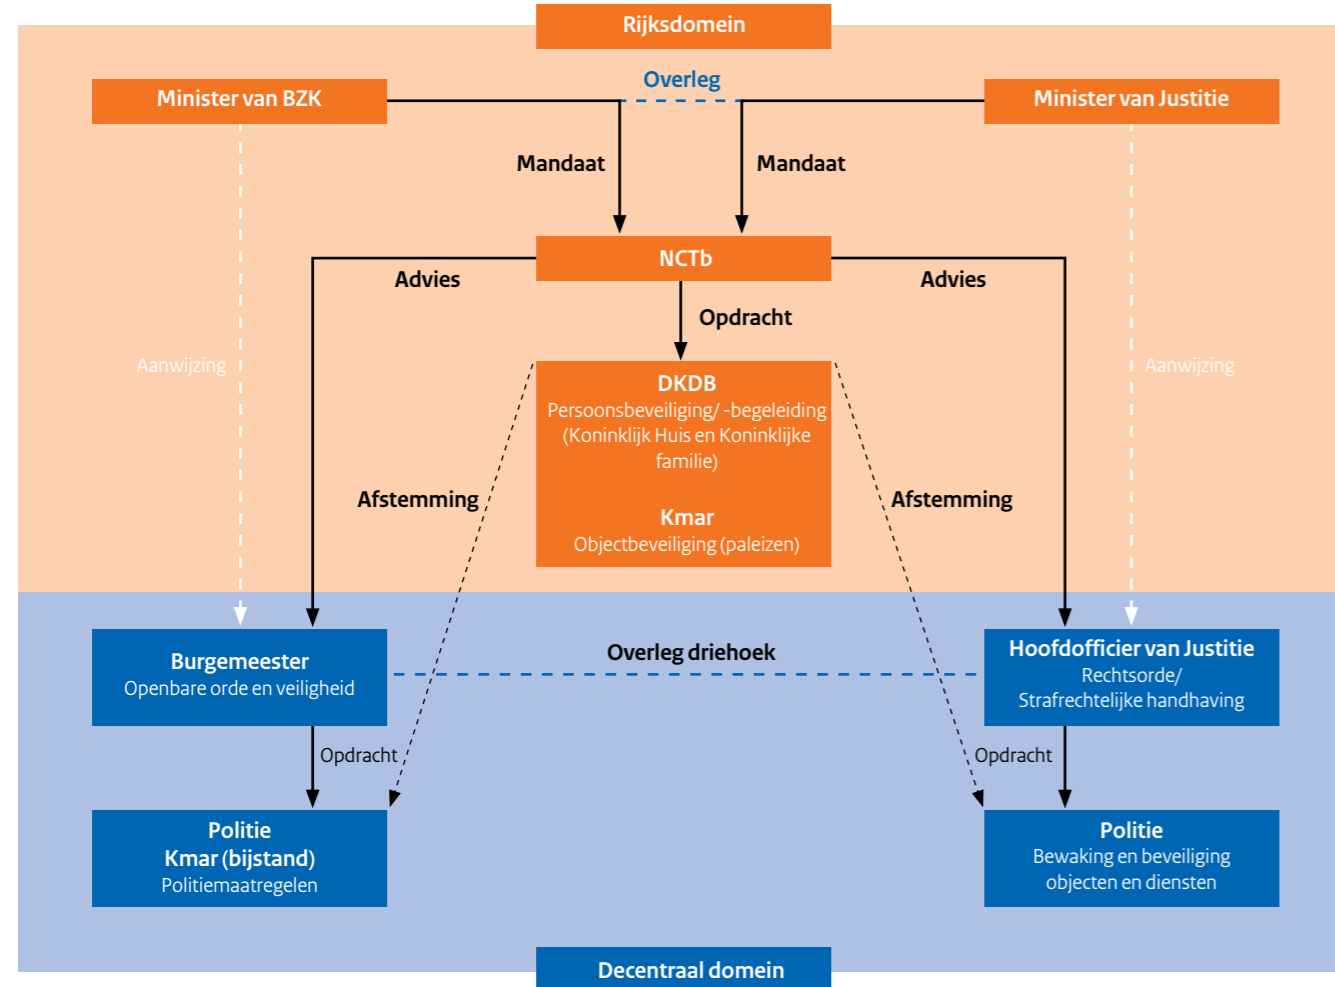 Rijksdomein
Overleg
Minister van BZK
Minister van Justitie
Mandaat
Mandaat
NCTb
Advies
Advies
Opdracht
Aanwijzing
Aanwijzing
DKDB
Persoonsbeveiliging/ -begeleiding
(Koninklijk Huis en Koninklijke
familie)
Afstemming
Afstemming
Kmar
Objectbeveiliging (paleizen)
Burgemeester
Openbare orde en veiligheid
Overleg driehoek
Hoofdofficier van Justitie
Rechtsorde/
Strafrechtelijke handhaving
Opdracht
Opdracht
Politie
Kmar (bijstand)
Politiemaatregelen
Politie
Bewaking en beveiliging
objecten en diensten
Decentraal domein